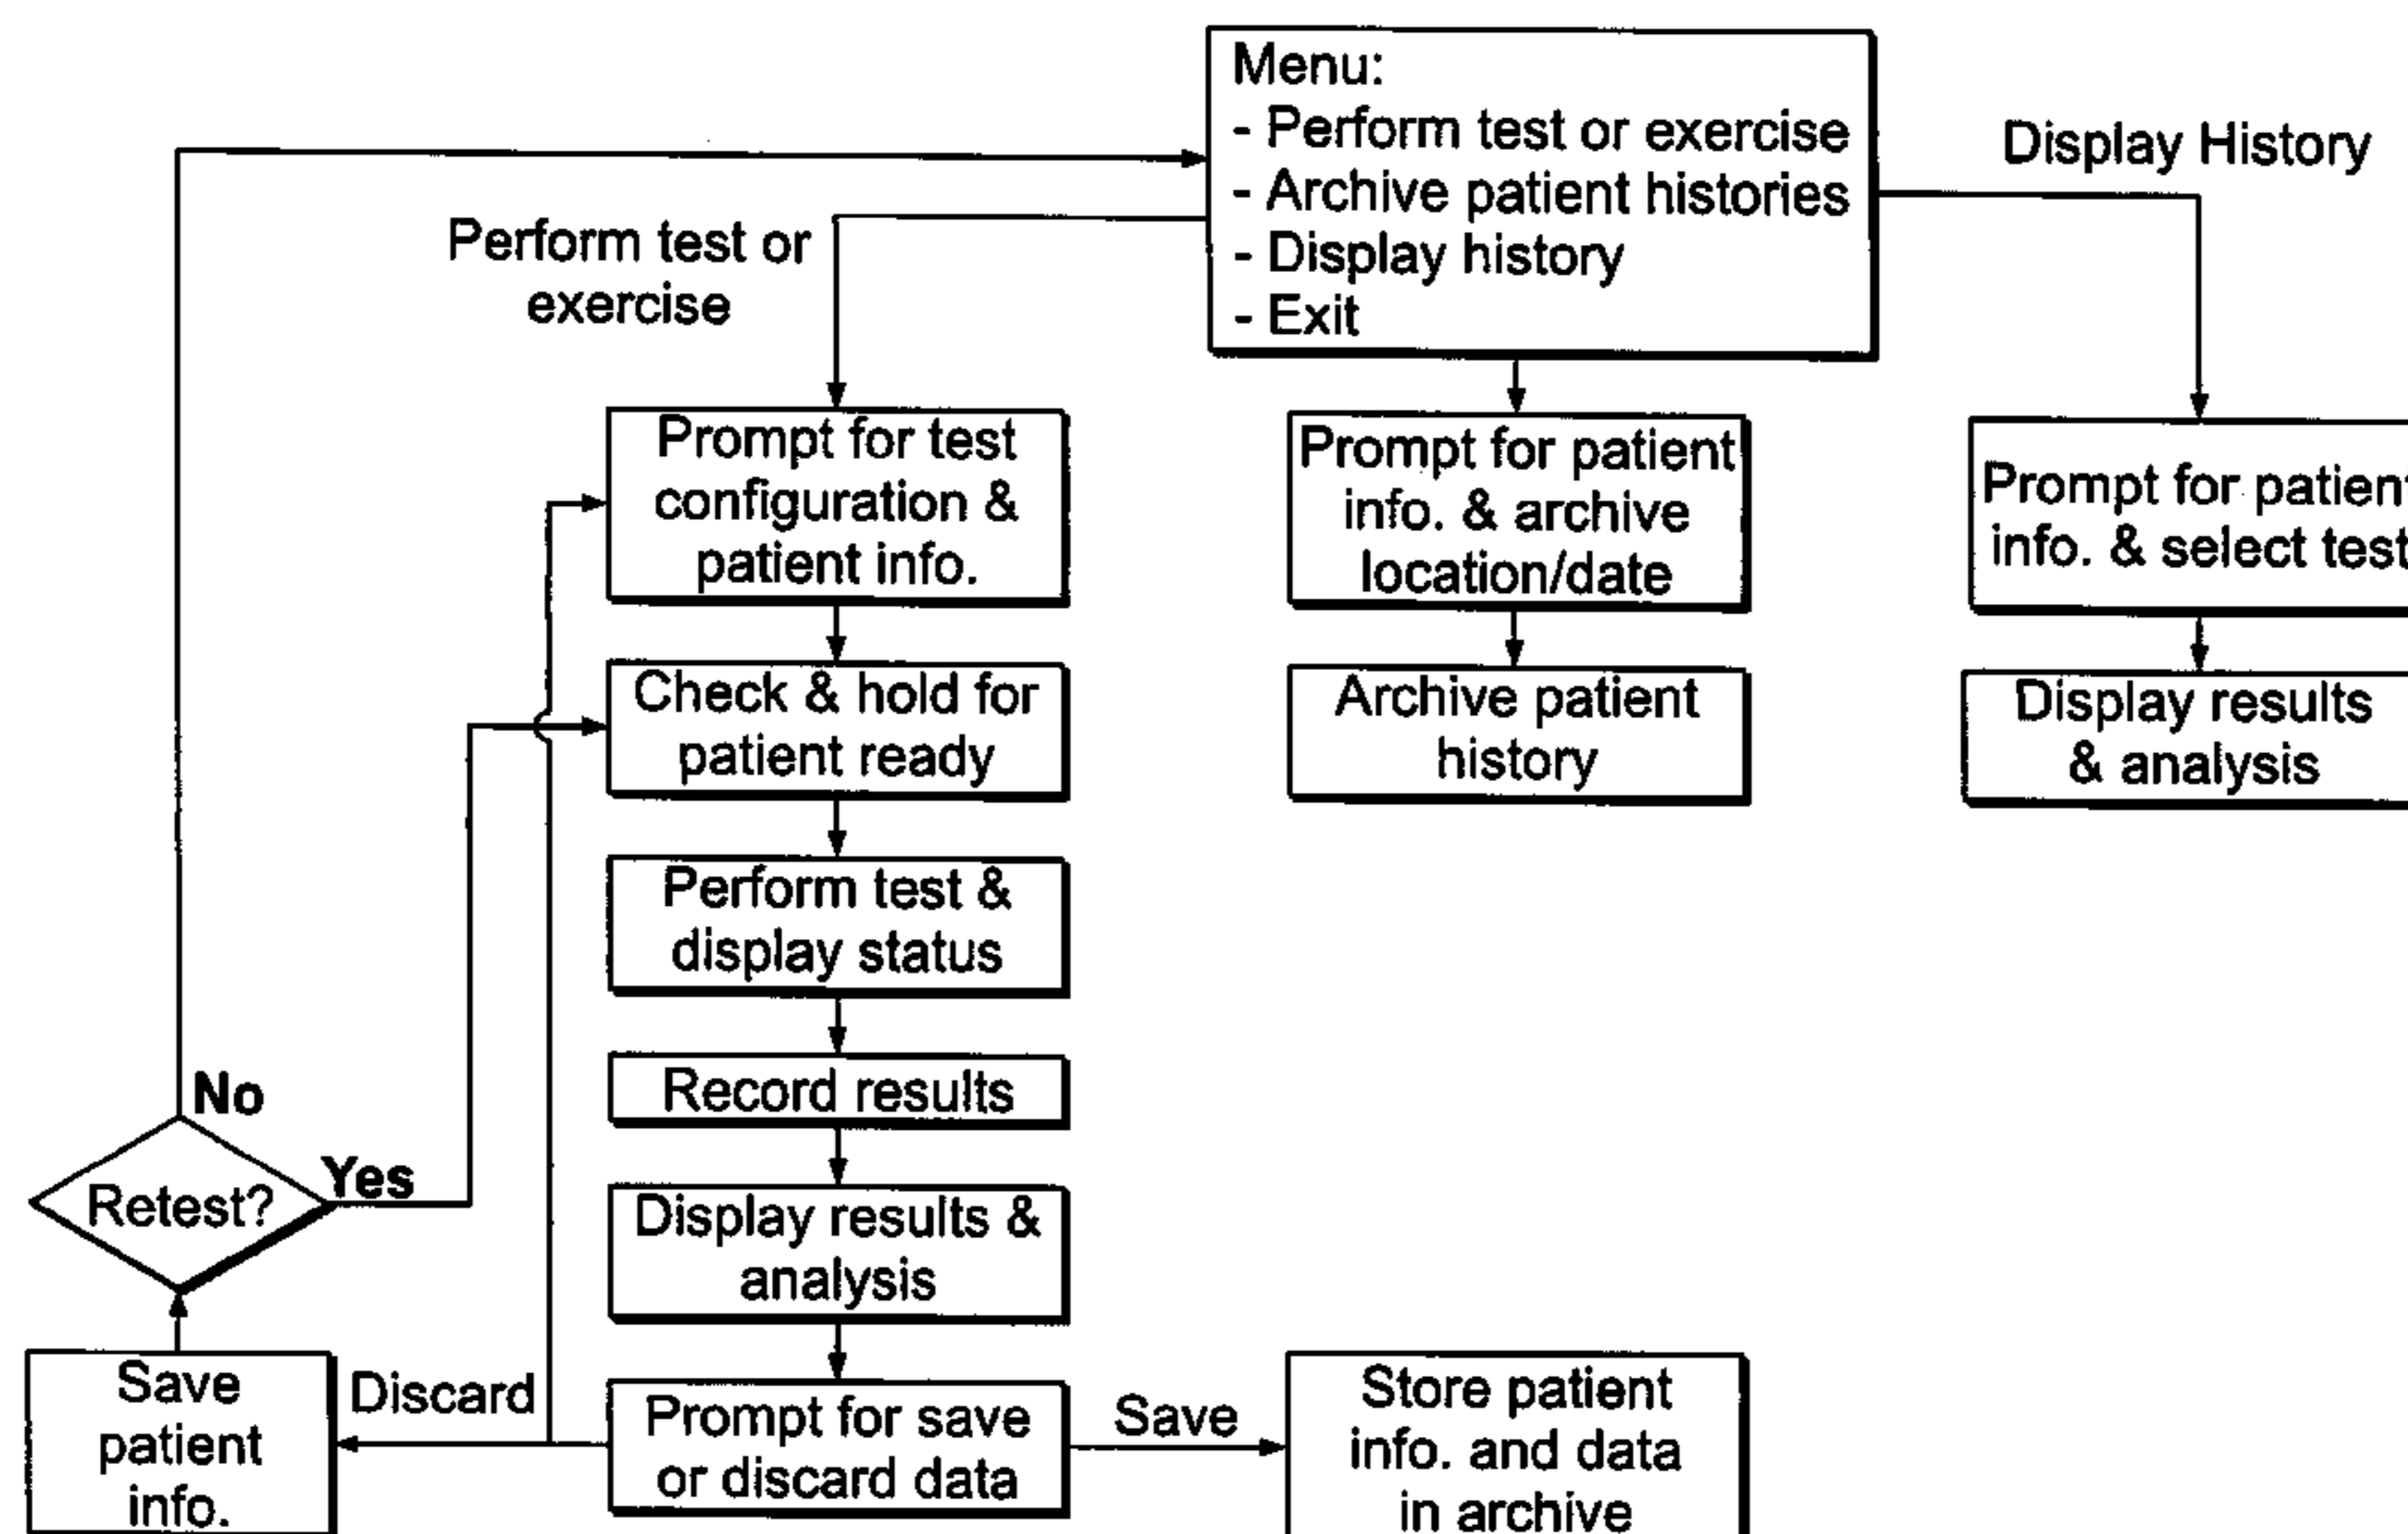 Menu:
- Perform test or exercise
- Archive patient histories
- Display history
- Exit
Display History
Perform test or
exercise
Prompt for test
configuration &
patient info.
Prompt for patient
info. & archive
location/date
Prompt for patient
info. & select test
Check & hold for
patient ready
Archive patient
history
Display results
& analysis
Perform test &
display status
Record results
No
Yes
Retest?
Display results &
analysis
Save
patient
info.
Discard
Prompt for save
or discard data
Save
Store patient
info. and data
in archive